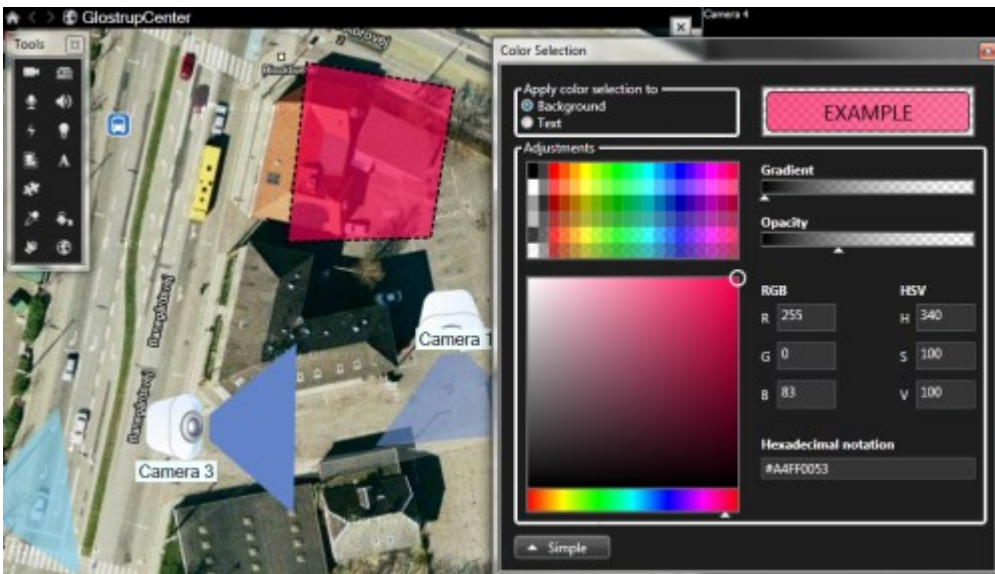 GlostrupCenter
Camera 4
Tools
Color Selection
Apply color selection to
Background
Text
EXAMPLE
Adjustments
Gradient
Opacity
RGB
HSV
R 255
H 340
G 0
S 100
B 83
V 100
Hexadecimal notation
#A4FF0053
Simple
A
Camera 1
Camera 3